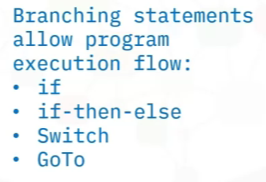 Branching statements
allow program
execution flow:
• if
• if-then-else
• Switch
• GoTo